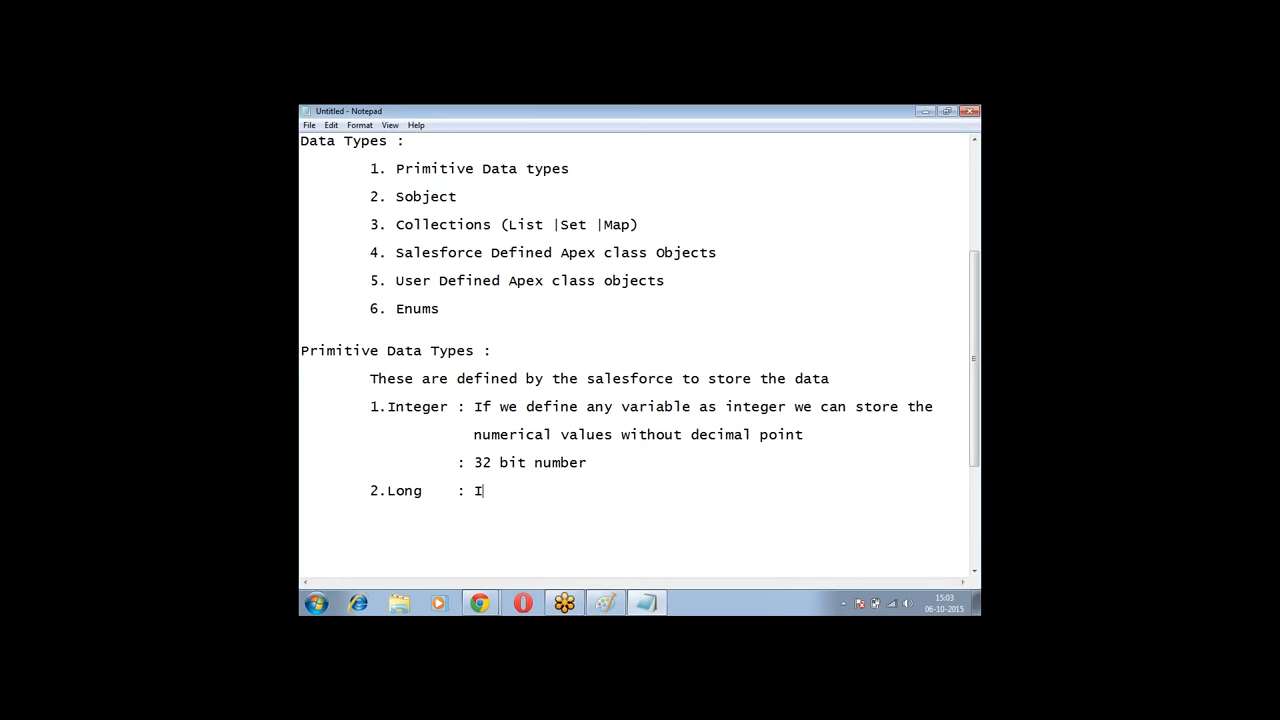 Untitled - Notepad
File Edit Format View Help
Data Types :
1. Primitive Data types
2. Sobject
3. Collections (List |Set |Map)
4. Salesforce Defined Apex class Objects
5. User Defined Apex class objects
6. Enums
Primitive Data Types :
These are defined by the salesforce to store the data
1.Integer : If we define any variable as integer we can store the
numerical values without decimal point
: 32 bit number
2.Long : I
15:03
06-10-2015